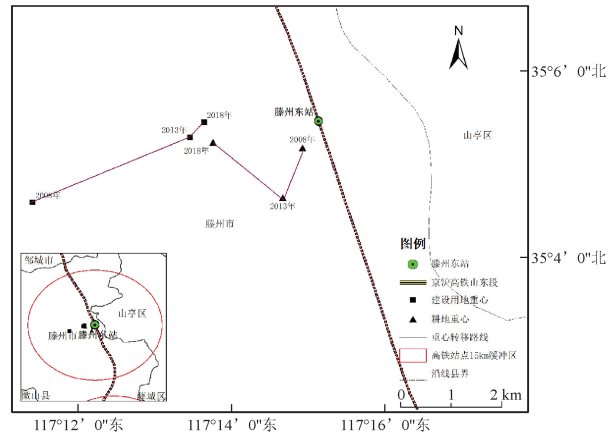 N
35°6′0″北
山亭区
滕州东站
2018年
2013年
2018年
2008年
2008年
2013年
滕州市
35°4′0″北
图例
滕州东站
京沪高铁山东段
建设用地重心
耕地重心
重心转移路线
高铁站点15km缓冲区
沿线县界
0 1 2 km
邹城市
山亭区
滕州市
滕州东站
微山县
薛城区
117°12′0″东
117°14′0″东
117°16′0″东